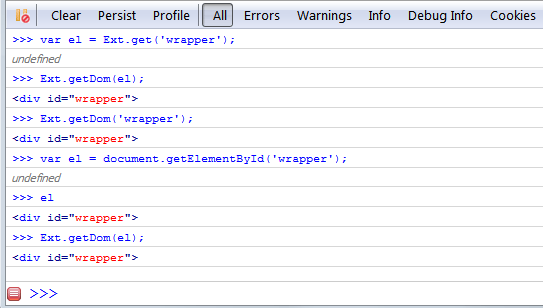 Clear Persist Profile All Errors Warnings Info Debug Info Cookies
>>> var el = Ext.get('wrapper');
undefined
>>> Ext.getDom(el);
<div id="wrapper">
>>> Ext.getDom('wrapper');
<div id="wrapper">
>>> var el = document.getElementById('wrapper');
undefined
>>> el
<div id="wrapper">
>>> Ext.getDom(el);
<div id="wrapper">
>>>